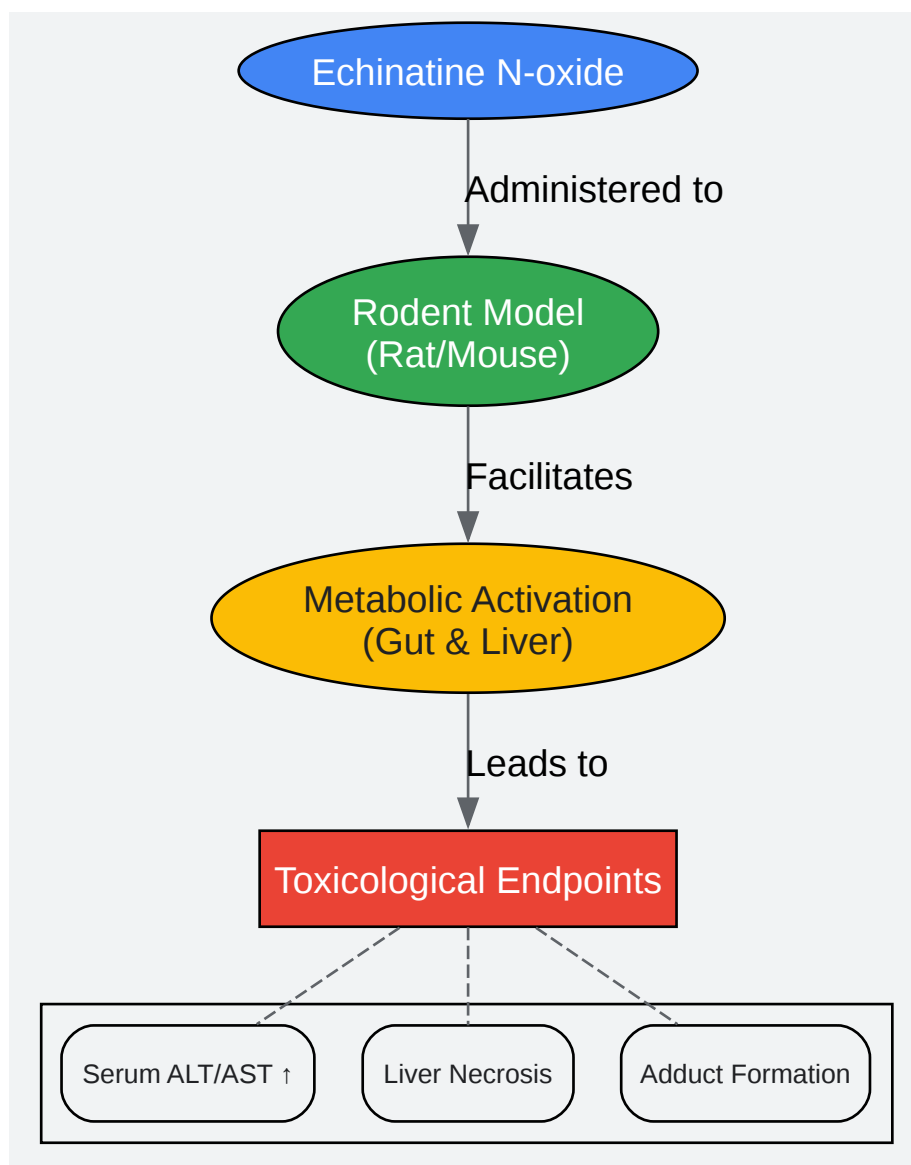 Echinatine N-oxide
Administered to
Rodent Model
(Rat/Mouse)
Facilitates
Metabolic Activation
(Gut & Liver)
Leads to
Toxicological Endpoints
Serum ALT/AST ↑
Liver Necrosis
Adduct Formation